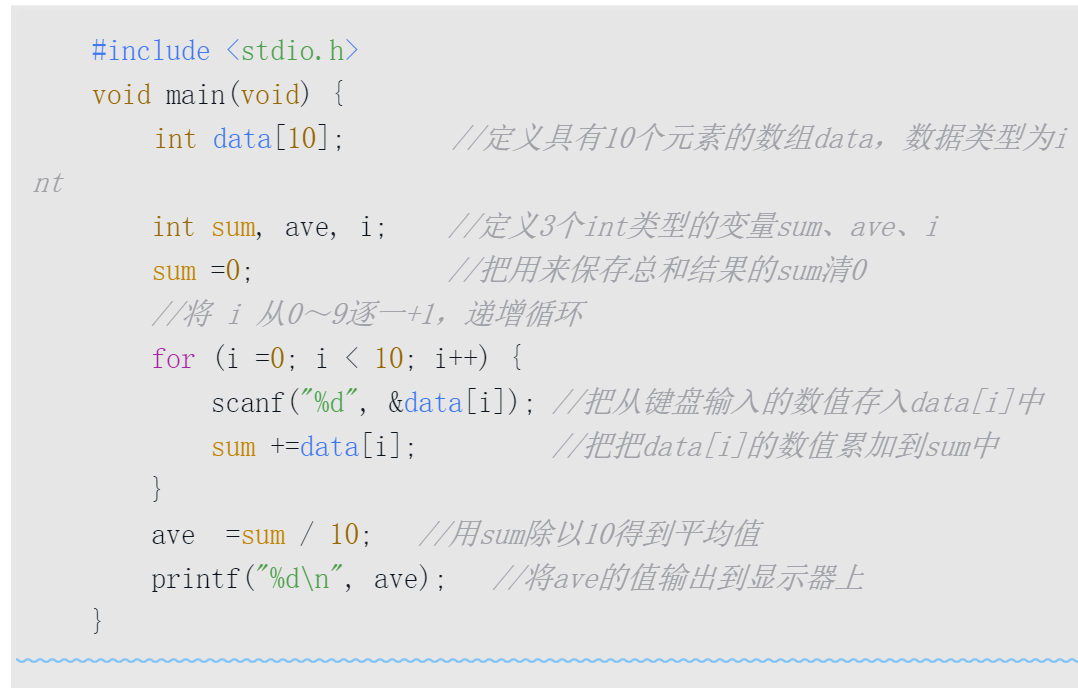 #include <stdio.h>
void main(void) {
int data[10]; //定义具有10个元素的数组data，数据类型为i
nt
int sum, ave, i; //定义3个int类型的变量sum、ave、i
sum =0; //把用来保存总和结果的sum清0
//将 i 从0～9逐一+1，递增循环
for (i =0; i < 10; i++) {
scanf("%d", &data[i]); //把从键盘输入的数值存入data[i]中
sum +=data[i]; //把把data[i]的数值累加到sum中
}
ave =sum / 10; //用sum除以10得到平均值
printf("%d\n", ave); //将ave的值输出到显示器上
}